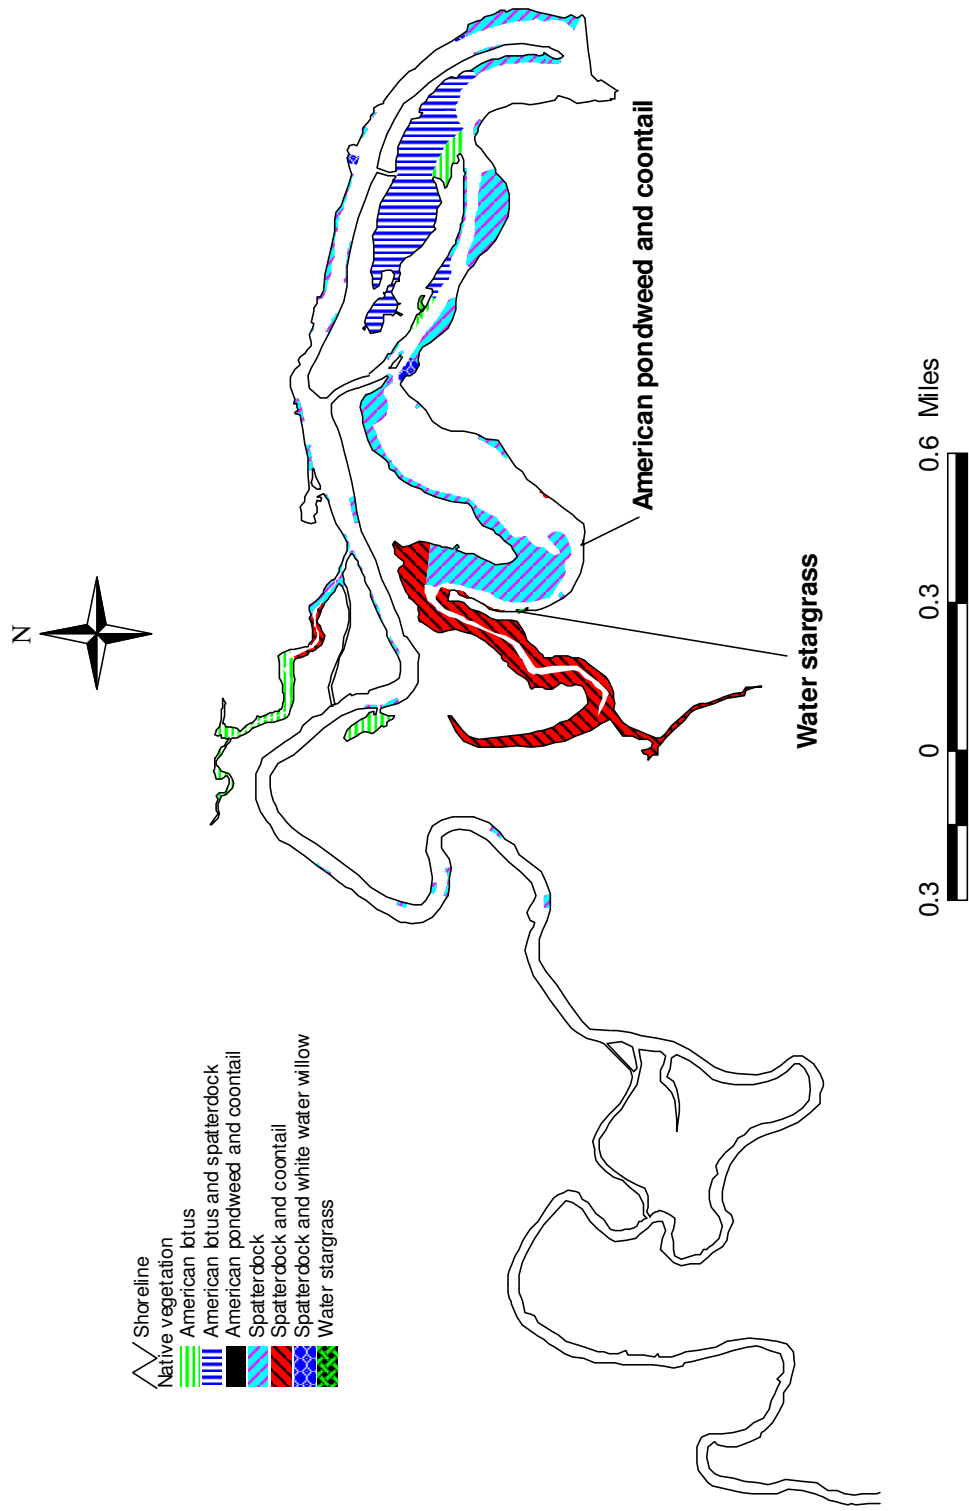 N
Shoreline
Native vegetation
American lotus
American lotus and spatterdock
American pondweed and coontail
Spatterdock
Spatterdock and coontail
Spatterdock and white water willow
Water stargrass
American pondweed and coontail
Water stargrass
0.3 0 0.3 0.6 Miles